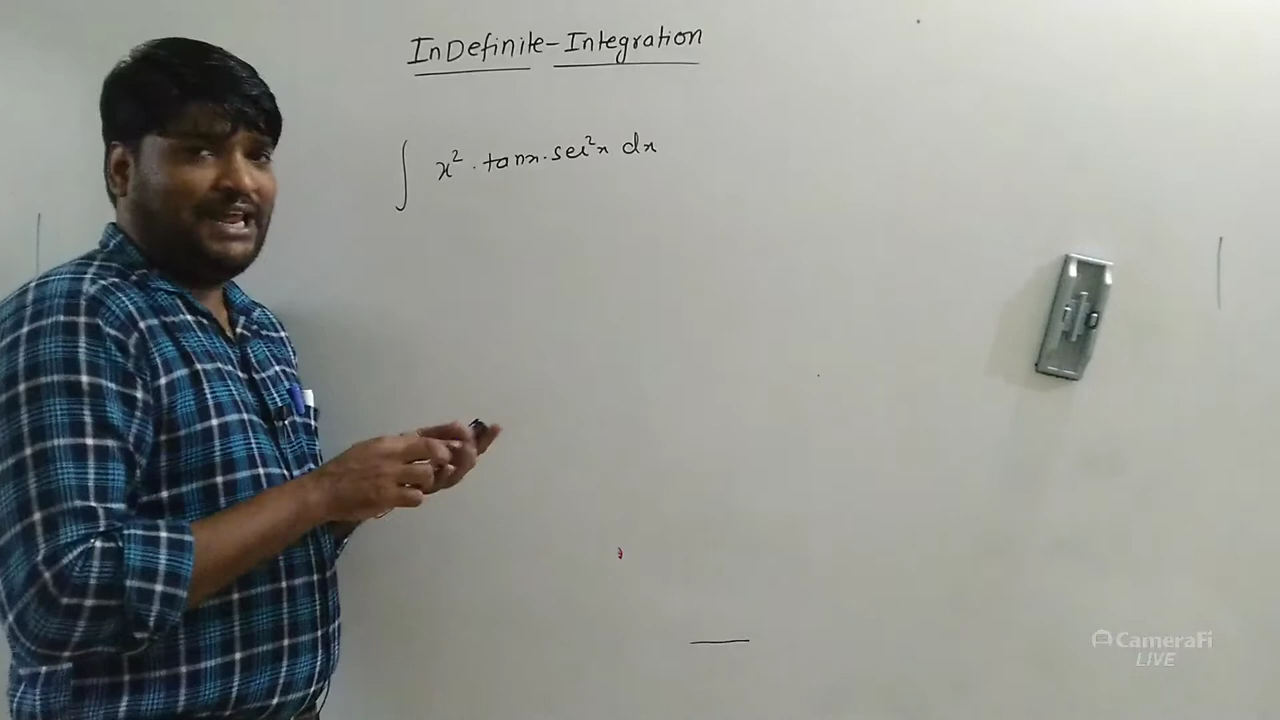 InDefinite-Integration
∫ x² · tanx · sec²x dx
CameraFi
LIVE